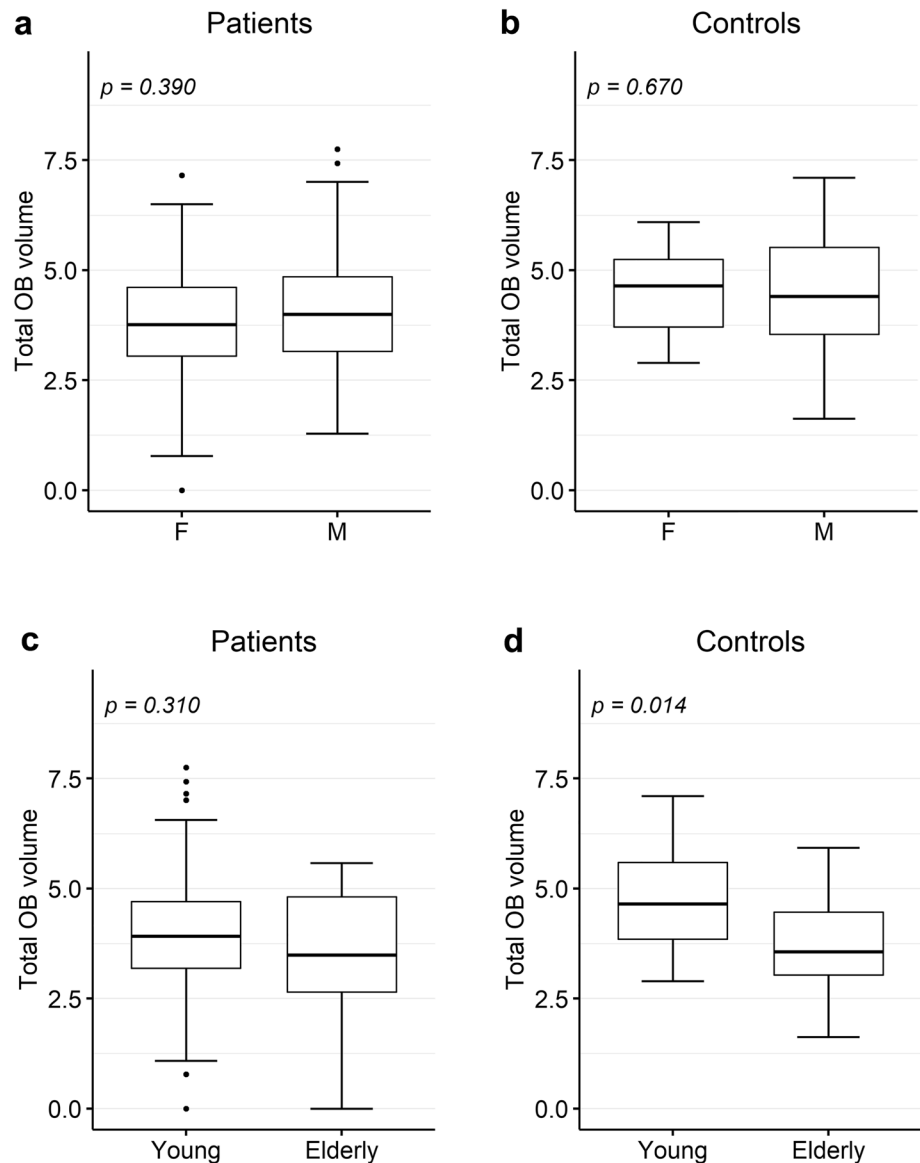 a Patients
p = 0.390
Total OB volume
7.5
5.0
2.5
0.0
F M
b Controls
p = 0.670
Total OB volume
7.5
5.0
2.5
0.0
F M
c Patients
p = 0.310
Total OB volume
7.5
5.0
2.5
0.0
Young Elderly
d Controls
p = 0.014
Total OB volume
7.5
5.0
2.5
0.0
Young Elderly